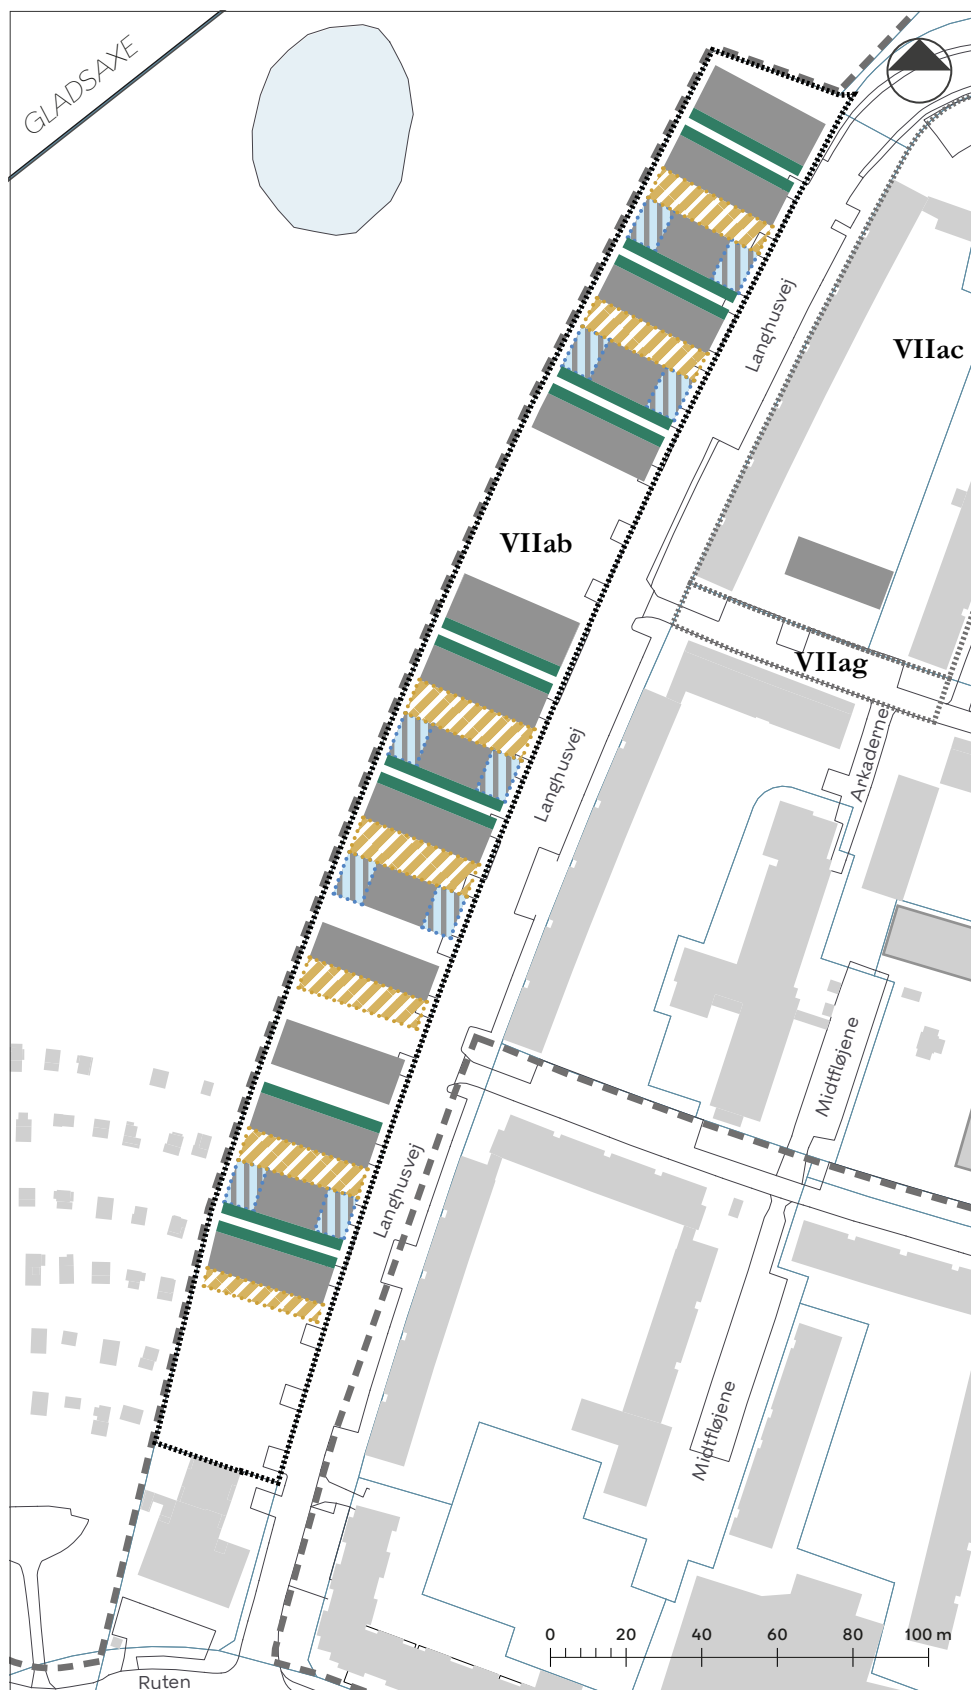 GLADSAXE
Langhusvej
VIIac
VIIab
VIIag
Langhusvej
Arkaderne
Midtfløjene
Langhusvej
Midtfløjene
0 20 40 60 80 100 m
Ruten